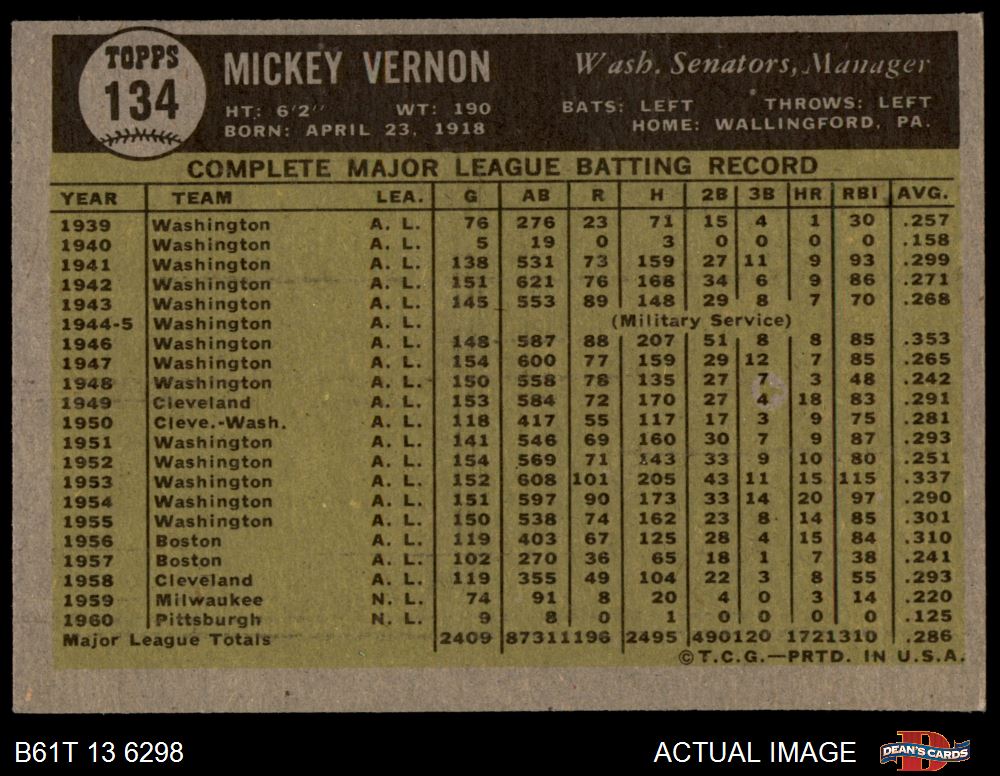 TOPPS
134
MICKEY VERNON
Wash. Senators, Manager
HT: 6'2" WT: 190 BATS: LEFT THROWS: LEFT
BORN: APRIL 23, 1918 HOME: WALLINGFORD, PA.
COMPLETE MAJOR LEAGUE BATTING RECORD
YEAR TEAM LEA. G AB R H 2B 3B HR RBI AVG.
1939 Washington A. L. 76 276 23 71 15 4 1 30 .257
1940 Washington A. L. 5 19 0 3 0 0 0 0 .158
1941 Washington A. L. 138 531 73 159 27 11 9 93 .299
1942 Washington A. L. 151 621 76 168 34 6 9 86 .271
1943 Washington A. L. 145 553 89 148 29 8 7 70 .268
1944-5 Washington A. L. (Military Service)
1946 Washington A. L. 148 587 88 207 51 8 8 85 .353
1947 Washington A. L. 154 600 77 159 29 12 7 85 .265
1948 Washington A. L. 150 558 78 135 27 7 3 48 .242
1949 Cleveland A. L. 153 584 72 170 27 4 18 83 .291
1950 Cleve.-Wash. A. L. 118 417 55 117 17 3 9 75 .281
1951 Washington A. L. 141 546 69 160 30 7 9 87 .293
1952 Washington A. L. 154 569 71 143 33 9 10 80 .251
1953 Washington A. L. 152 608 101 205 43 11 15 115 .337
1954 Washington A. L. 151 597 90 173 33 14 20 97 .290
1955 Washington A. L. 150 538 74 162 23 8 14 85 .301
1956 Boston A. L. 119 403 67 125 28 4 15 84 .310
1957 Boston A. L. 102 270 36 65 18 1 7 38 .241
1958 Cleveland A. L. 119 355 49 104 22 3 8 55 .293
1959 Milwaukee N. L. 74 91 8 20 4 0 3 14 .220
1960 Pittsburgh N. L. 9 8 0 1 0 0 0 0 .125
Major League Totals 2409 8731 1196 2495 490 120 172 1310 .286
©T.C.G.—PRTD. IN U.S.A.
B61T 13 6298
ACTUAL IMAGE
DEAN'S CARDS